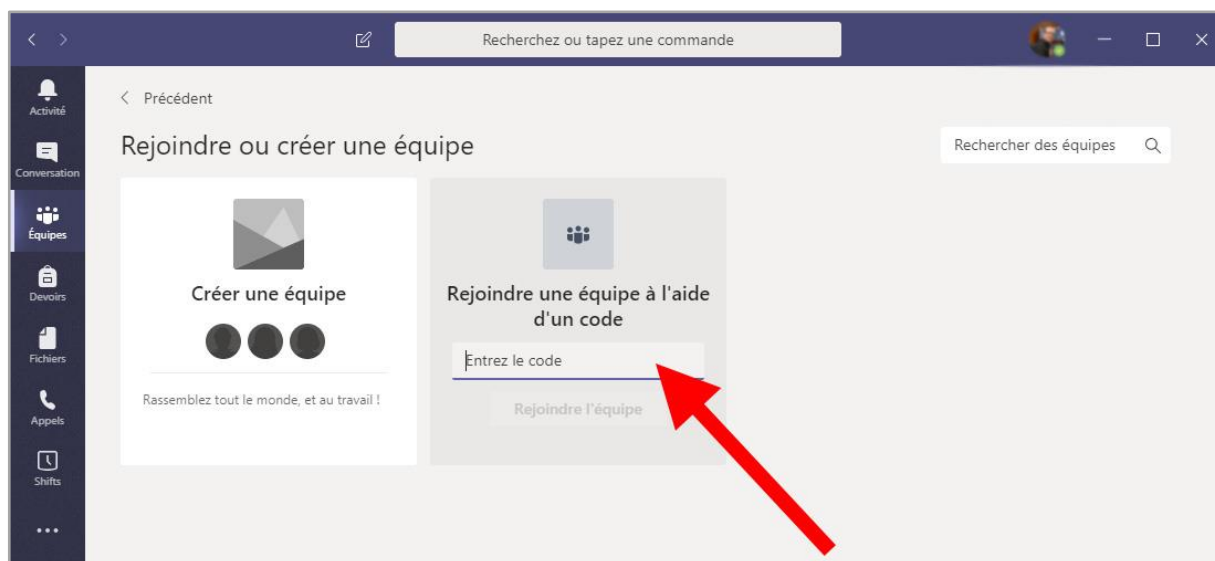 Recherchez ou tapez une commande
Activité
Conversation
Équipes
Devoirs
Fichiers
Appels
Shifts
Précédent
Rejoindre ou créer une équipe
Rechercher des équipes
Créer une équipe
Rassemblez tout le monde, et au travail !
Rejoindre une équipe à l'aide
d'un code
Entrez le code
Rejoindre l'équipe